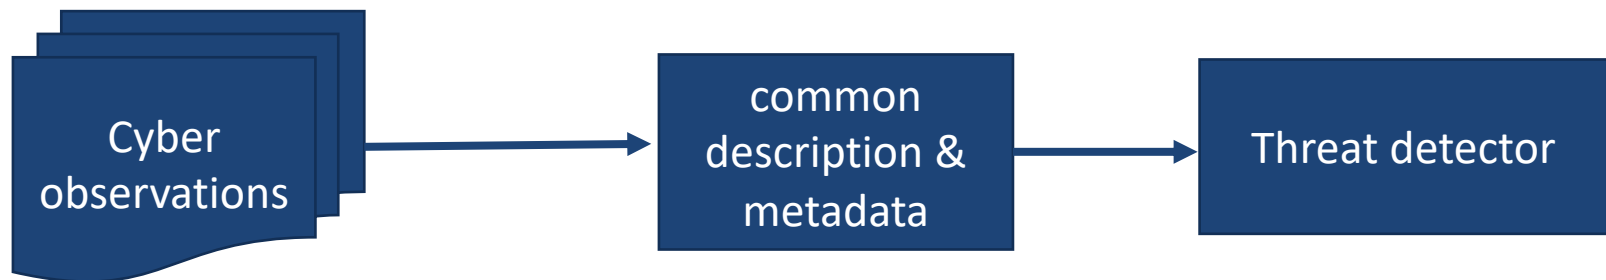 Cyber
observations
common
description &
metadata
Threat detector